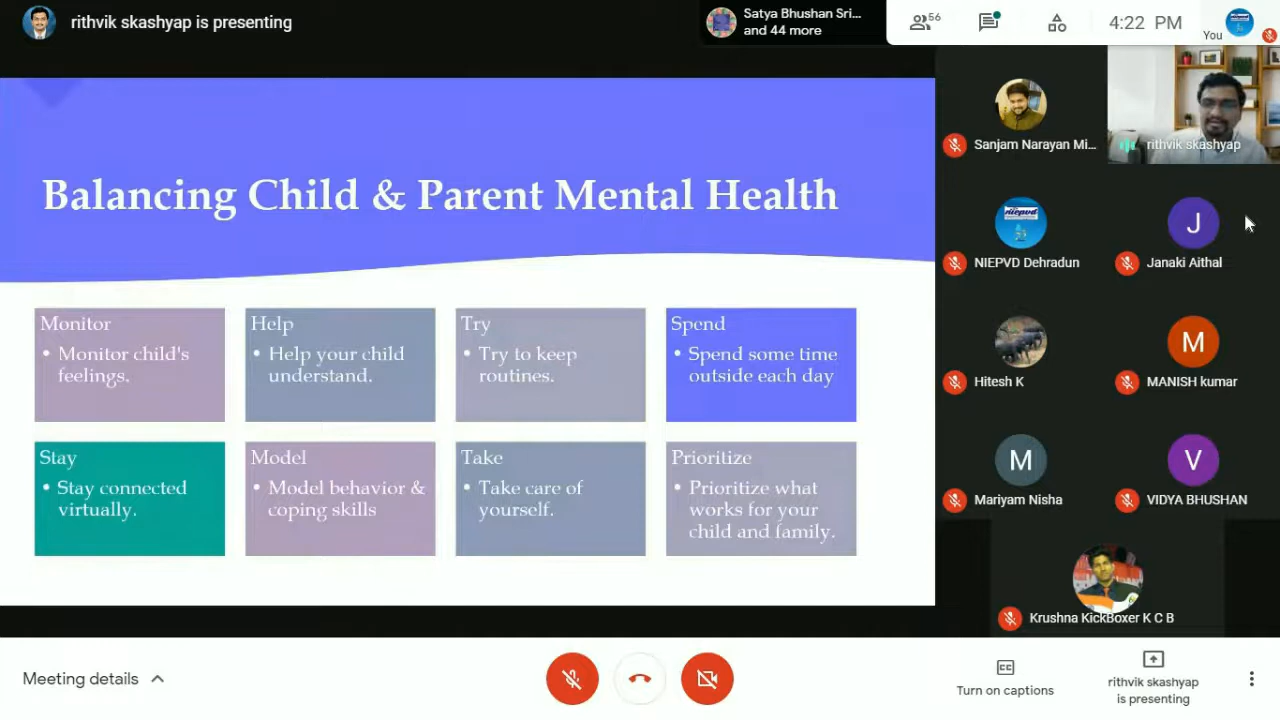 rithvik skashyap is presenting
Satya Bhushan Sri...
and 44 more
56
4:22 PM
You
Balancing Child & Parent Mental Health
Monitor
• Monitor child's
feelings.
Help
• Help your child
understand.
Try
• Try to keep
routines.
Spend
• Spend some time
outside each day
Stay
• Stay connected
virtually.
Model
• Model behavior &
coping skills
Take
• Take care of
yourself.
Prioritize
• Prioritize what
works for your
child and family.
Sanjam Narayan Mi...
rithvik skashyap
niepvd
NIEPVD Dehradun
J
Janaki Aithal
Hitesh K
M
MANISH kumar
M
Mariyam Nisha
V
VIDYA BHUSHAN
Krushna KickBoxer K C B
Meeting details
CC
Turn on captions
rithvik skashyap
is presenting